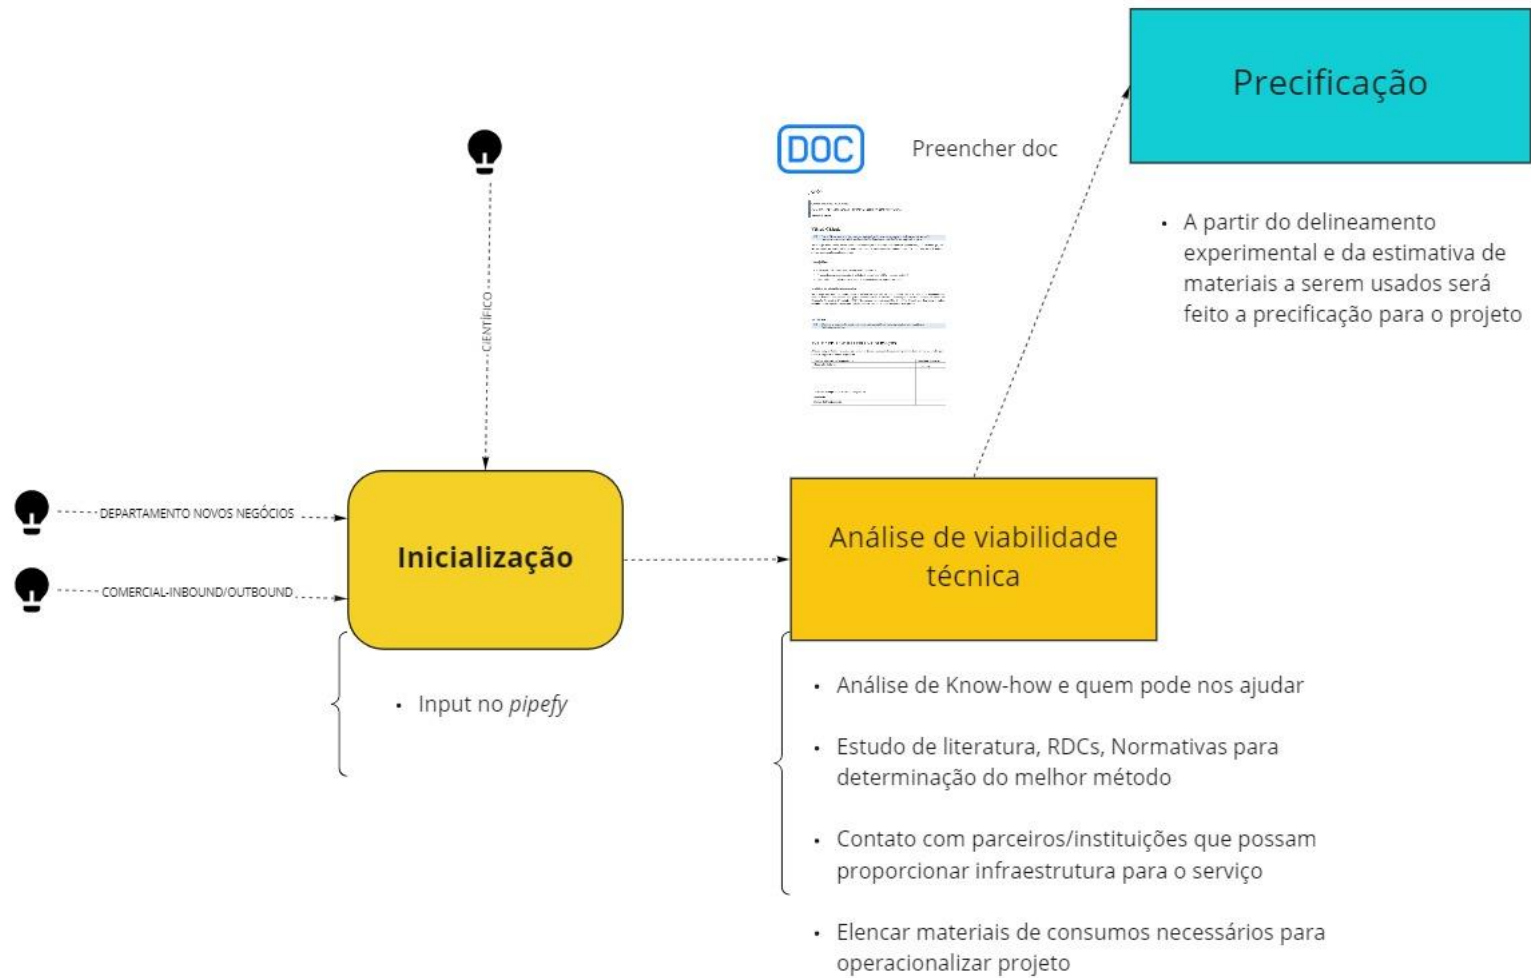 Precificação
DOC
Preencher doc
• A partir do delineamento
experimental e da estimativa de
materiais a serem usados será
feito a precificação para o projeto
CIENTÍFICO
DEPARTAMENTO NOVOS NEGÓCIOS
COMERCIAL-INBOUND/OUTBOUND
Inicialização
• Input no pipefy
Análise de viabilidade
técnica
• Análise de Know-how e quem pode nos ajudar
• Estudo de literatura, RDCs, Normativas para
determinação do melhor método
• Contato com parceiros/instituições que possam
proporcionar infraestrutura para o serviço
• Elencar materiais de consumos necessários para
operacionalizar projeto